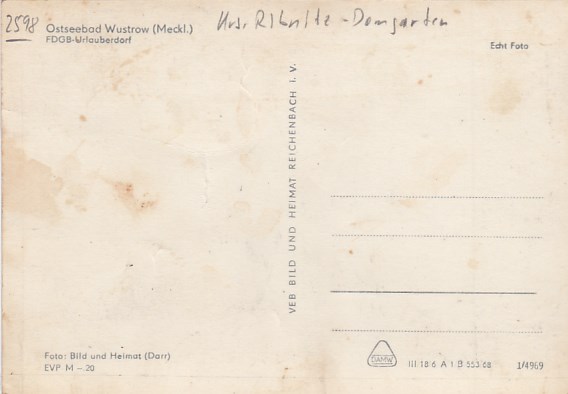 2598
Krs. Ribnitz-Damgarten
Ostseebad Wustrow (Meckl.)
FDGB-Urlauberdorf
Echt Foto
VEB BILD UND HEIMAT REICHENBACH I. V.
Foto: Bild und Heimat (Darr)
EVP M – 20
DAMW
III 18 6 A 1 B 553 68
1/4969